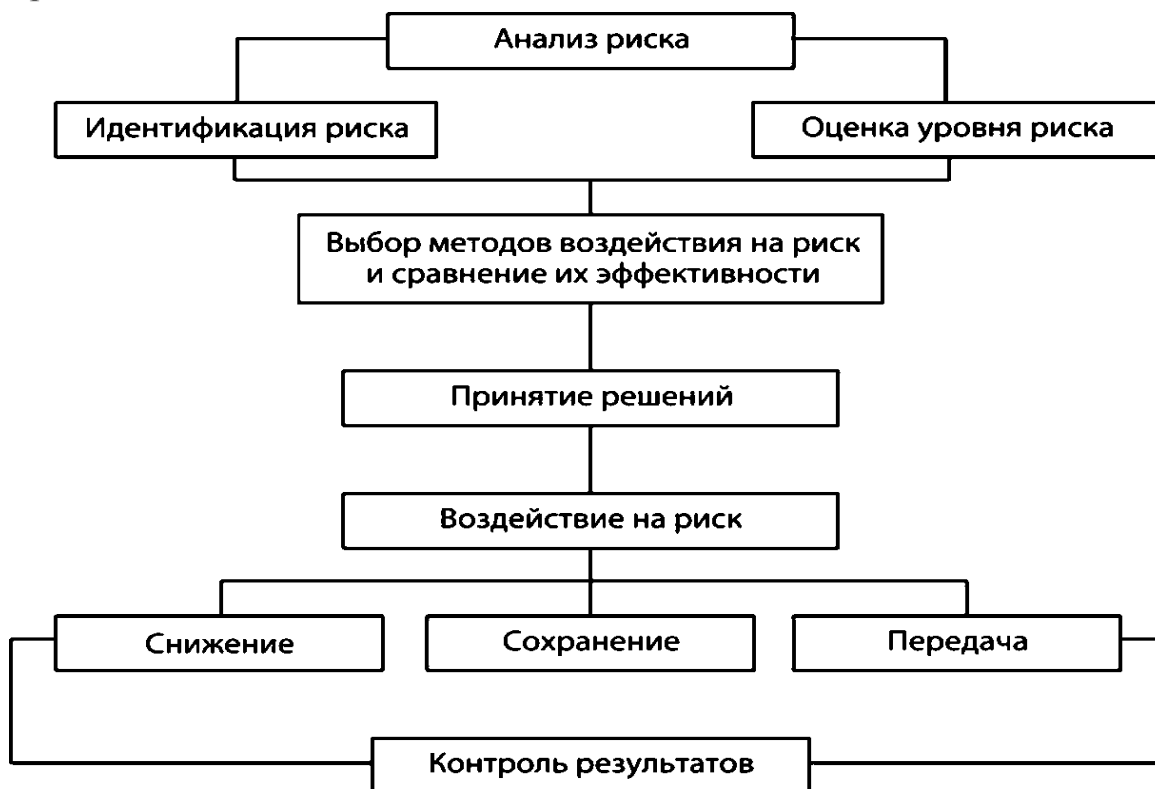 Анализ риска
Идентификация риска
Оценка уровня риска
Выбор методов воздействия на риск
и сравнение их эффективности
Принятие решений
Воздействие на риск
Снижение
Сохранение
Передача
Контроль результатов